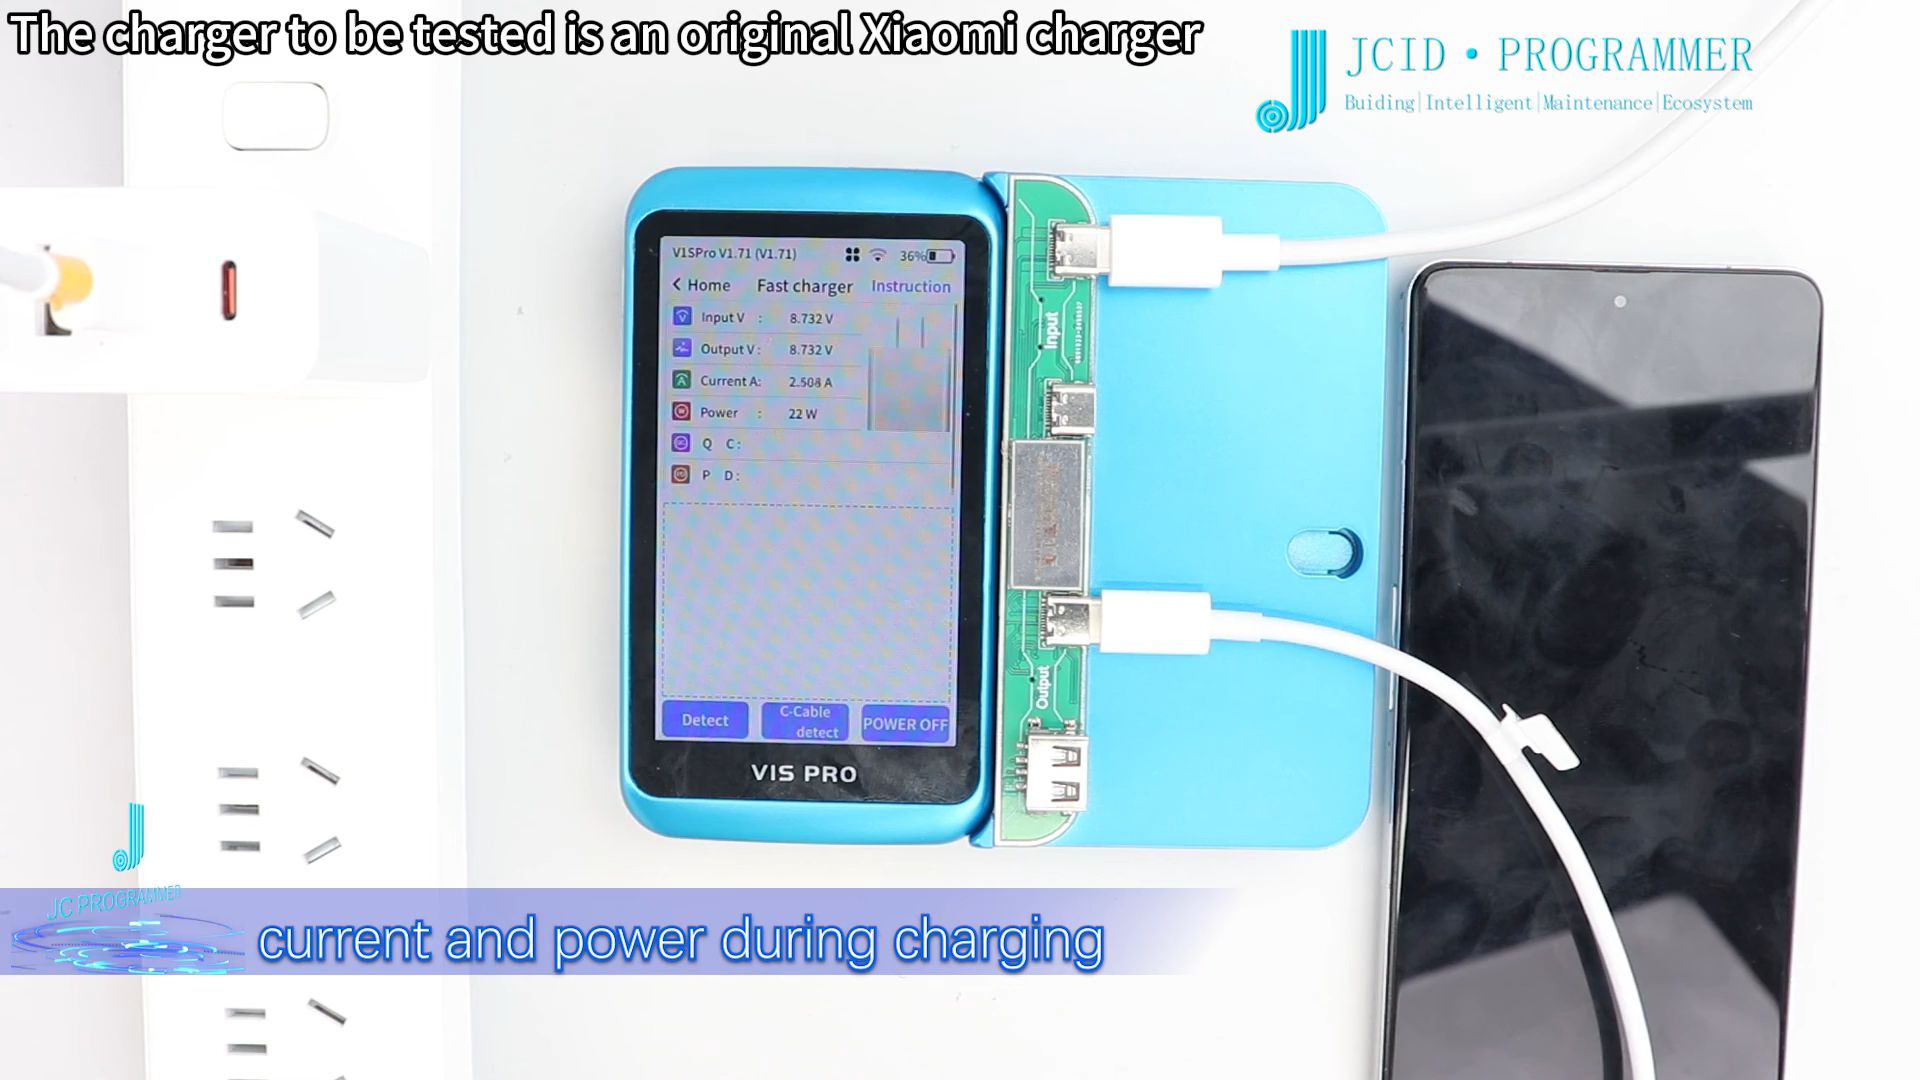 The charger to be tested is an original Xiaomi charger
JCID • PROGRAMMER
Buiding|Intelligent|Maintenance|Ecosystem
V1SPro V1.71 (V1.71)
36%
< Home
Fast charger
Instruction
Input V : 8.732 V
Output V : 8.732 V
Current A: 2.508 A
Power : 22 W
Q C :
P D :
Detect
C-Cable detect
POWER OFF
VIS PRO
Input
Output
JC PROGRAMMER
current and power during charging